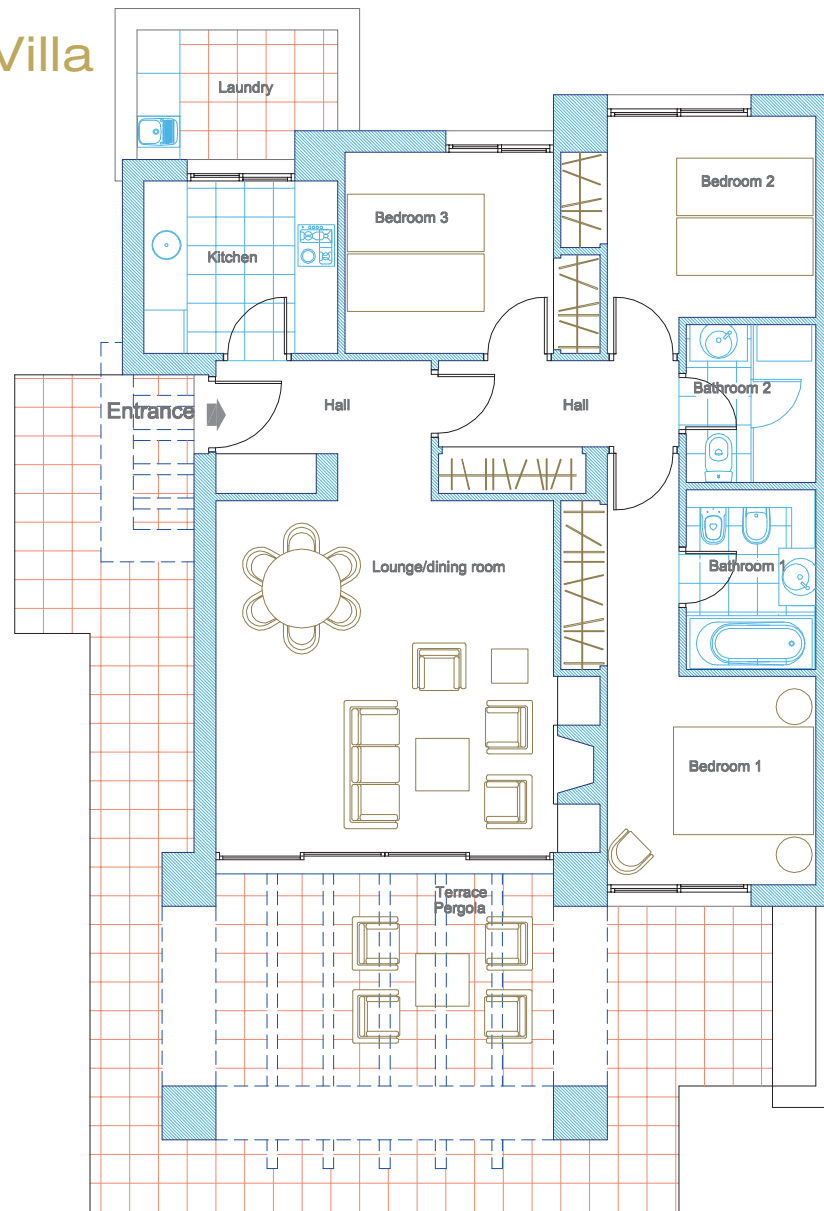 Villa
Laundry
Bedroom 2
Bedroom 3
Kitchen
Bathroom 2
Hall
Hall
Entrance
Lounge/dining room
Bathroom 1
Bedroom 1
Terrace
Pergola